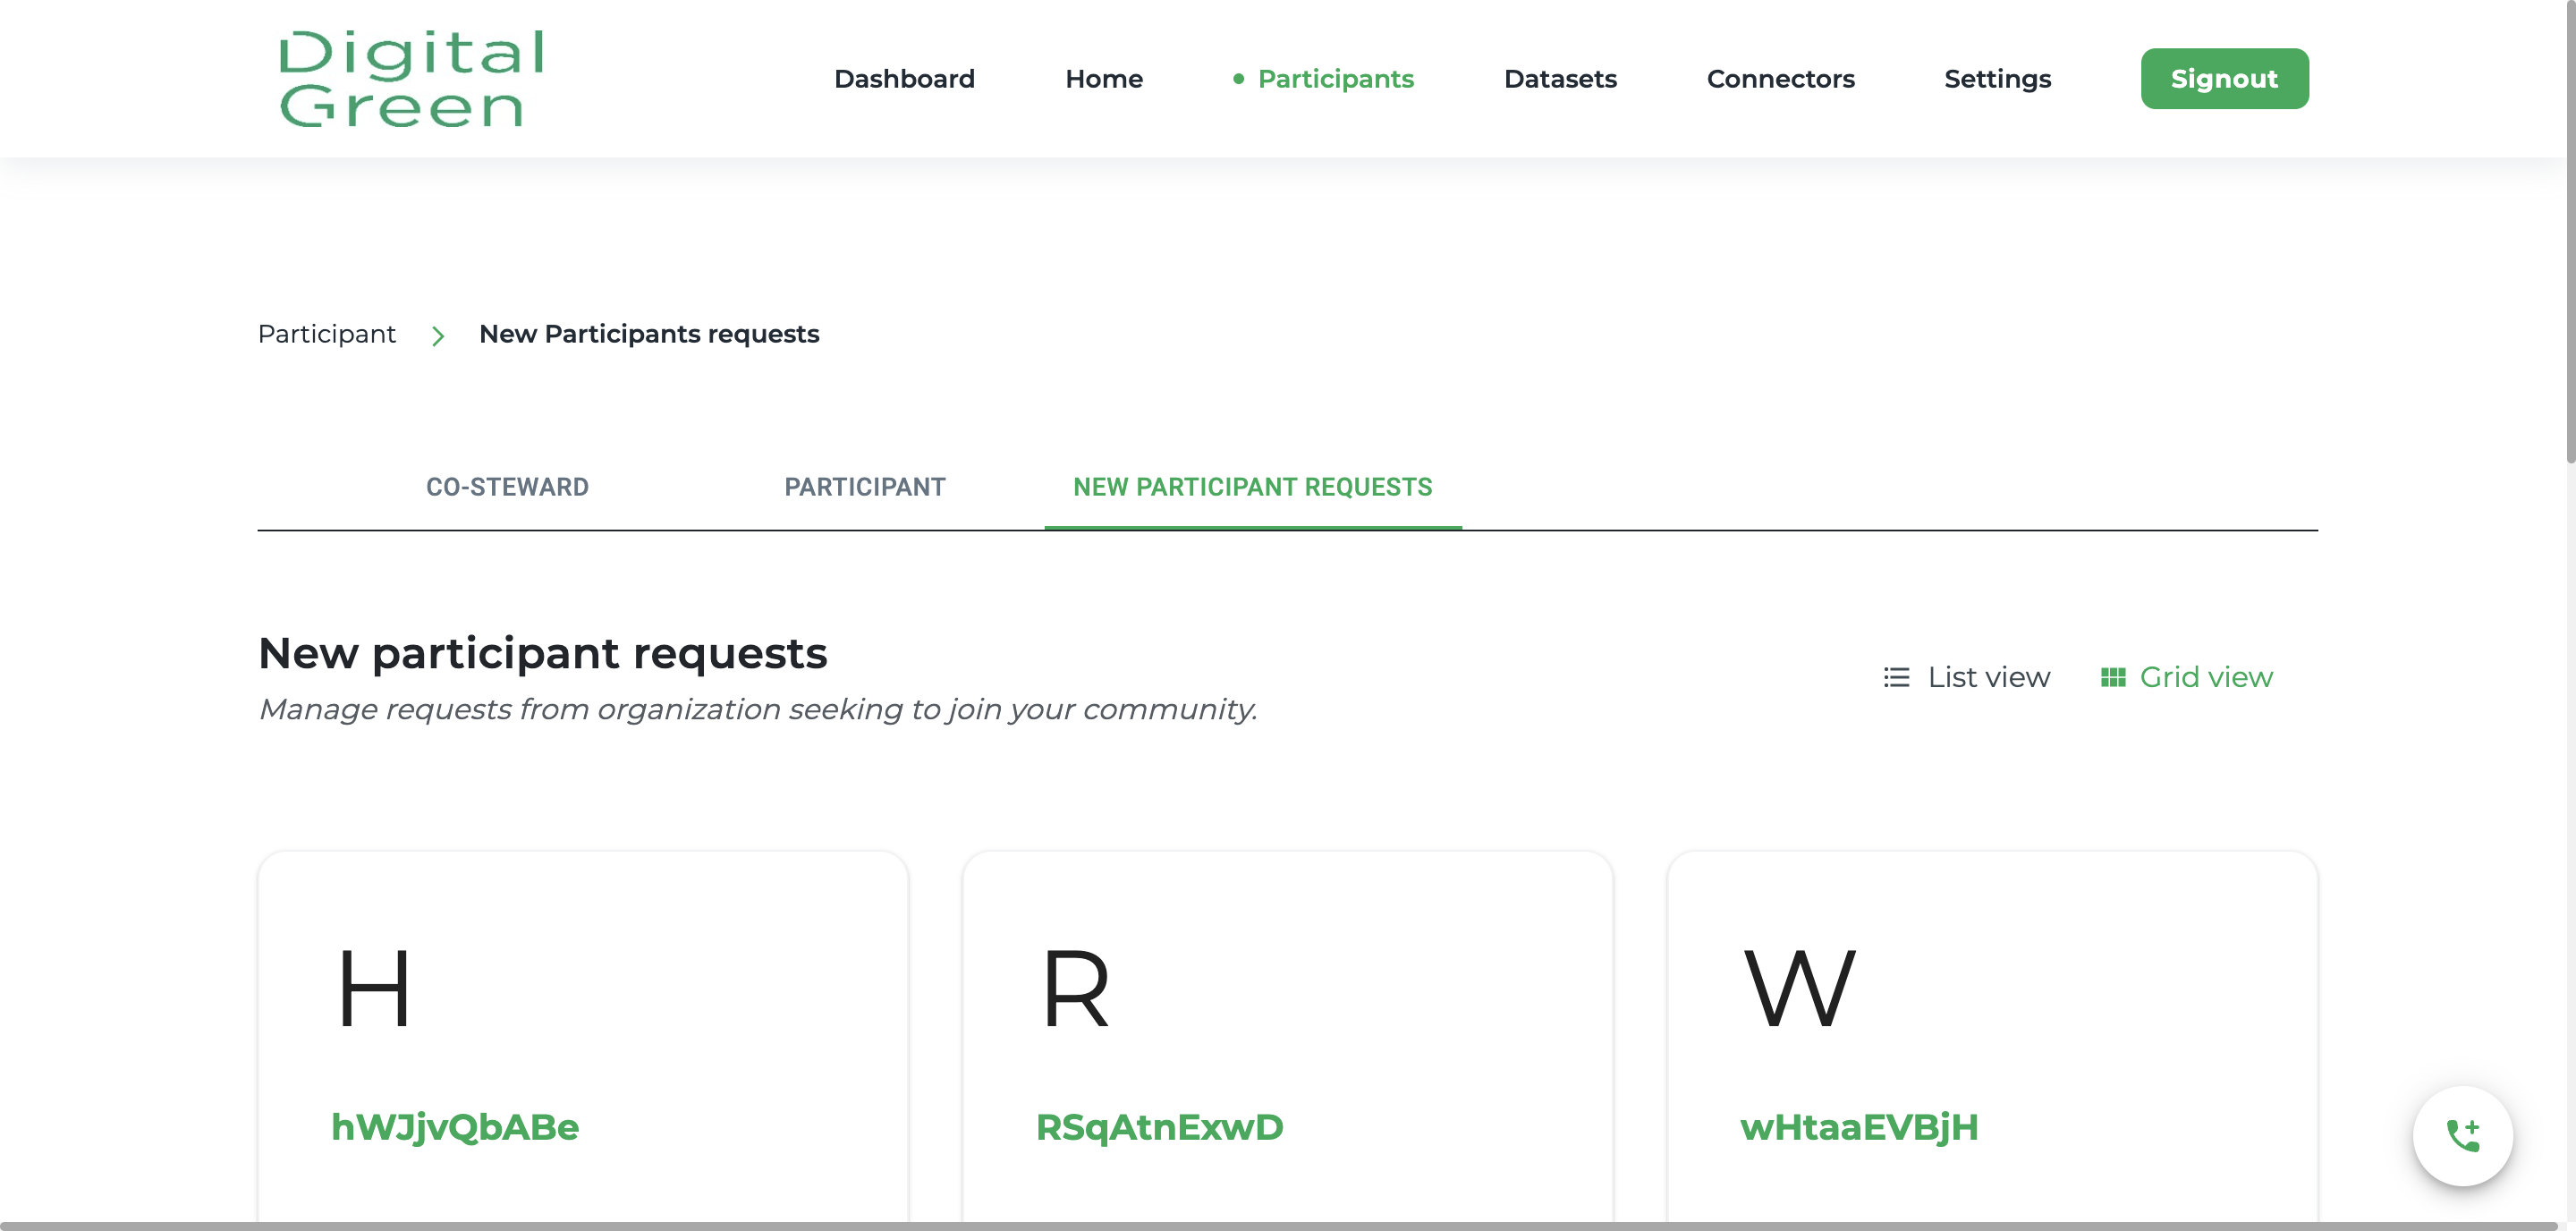 Digital
Green
Dashboard Home Participants Datasets Connectors Settings Signout
Participant New Participants requests
CO-STEWARD PARTICIPANT NEW PARTICIPANT REQUESTS
New participant requests
Manage requests from organization seeking to join your community.
List view Grid view
H R W
hWJjvQbABe RSqAtnExwD wHtaaEVBjH